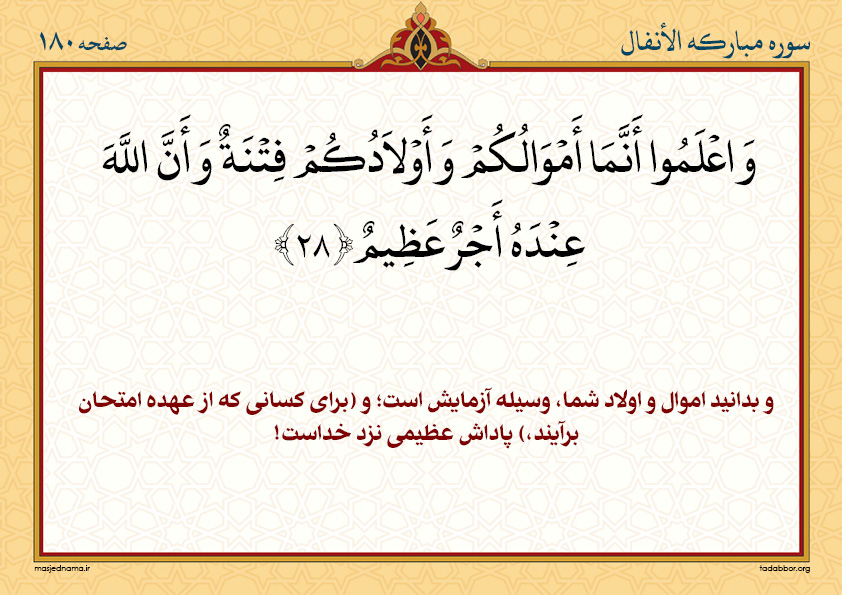 سوره مبارکه الأنفال
صفحه ۱۸۰
وَ اعْلَمُوا أَنَّمَا أَمْوَالُكُمْ وَ أَوْلاَدُكُمْ فِتْنَةٌ وَ أَنَّ اللَّهَ
عِنْدَهُ أَجْرٌ عَظِيمٌ ﴿۲۸﴾
و بدانید اموال و اولاد شما، وسیله آزمایش است؛ و (برای کسانی که از عهده امتحان
برآیند،) پاداش عظیمی نزد خداست!
masjednama.ir
tadabbor.org